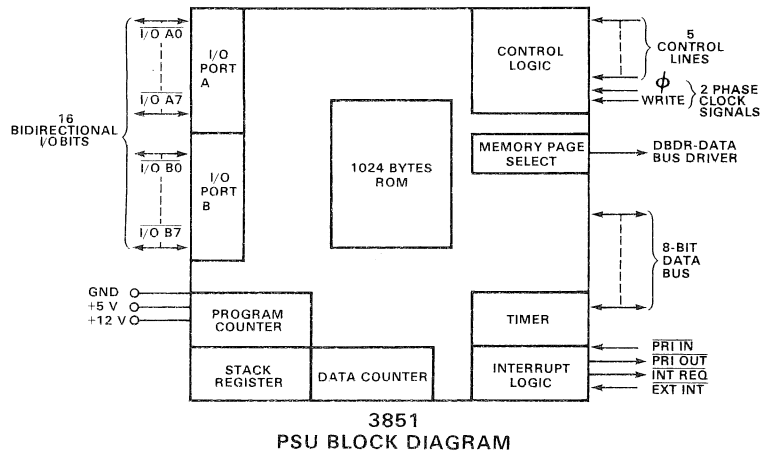 I/O A0
I/O A7
I/O
PORT
A
16
BIDIRECTIONAL
I/O BITS
I/O B0
I/O B7
I/O
PORT
B
1024 BYTES
ROM
CONTROL
LOGIC
5
CONTROL
LINES
ϕ
WRITE
2 PHASE
CLOCK
SIGNALS
MEMORY PAGE
SELECT
DBDR-DATA
BUS DRIVER
8-BIT
DATA
BUS
GND
+5 V
+12 V
PROGRAM
COUNTER
STACK
REGISTER
DATA COUNTER
TIMER
INTERRUPT
LOGIC
PRI IN
PRI OUT
INT REQ
EXT INT
3851
PSU BLOCK DIAGRAM